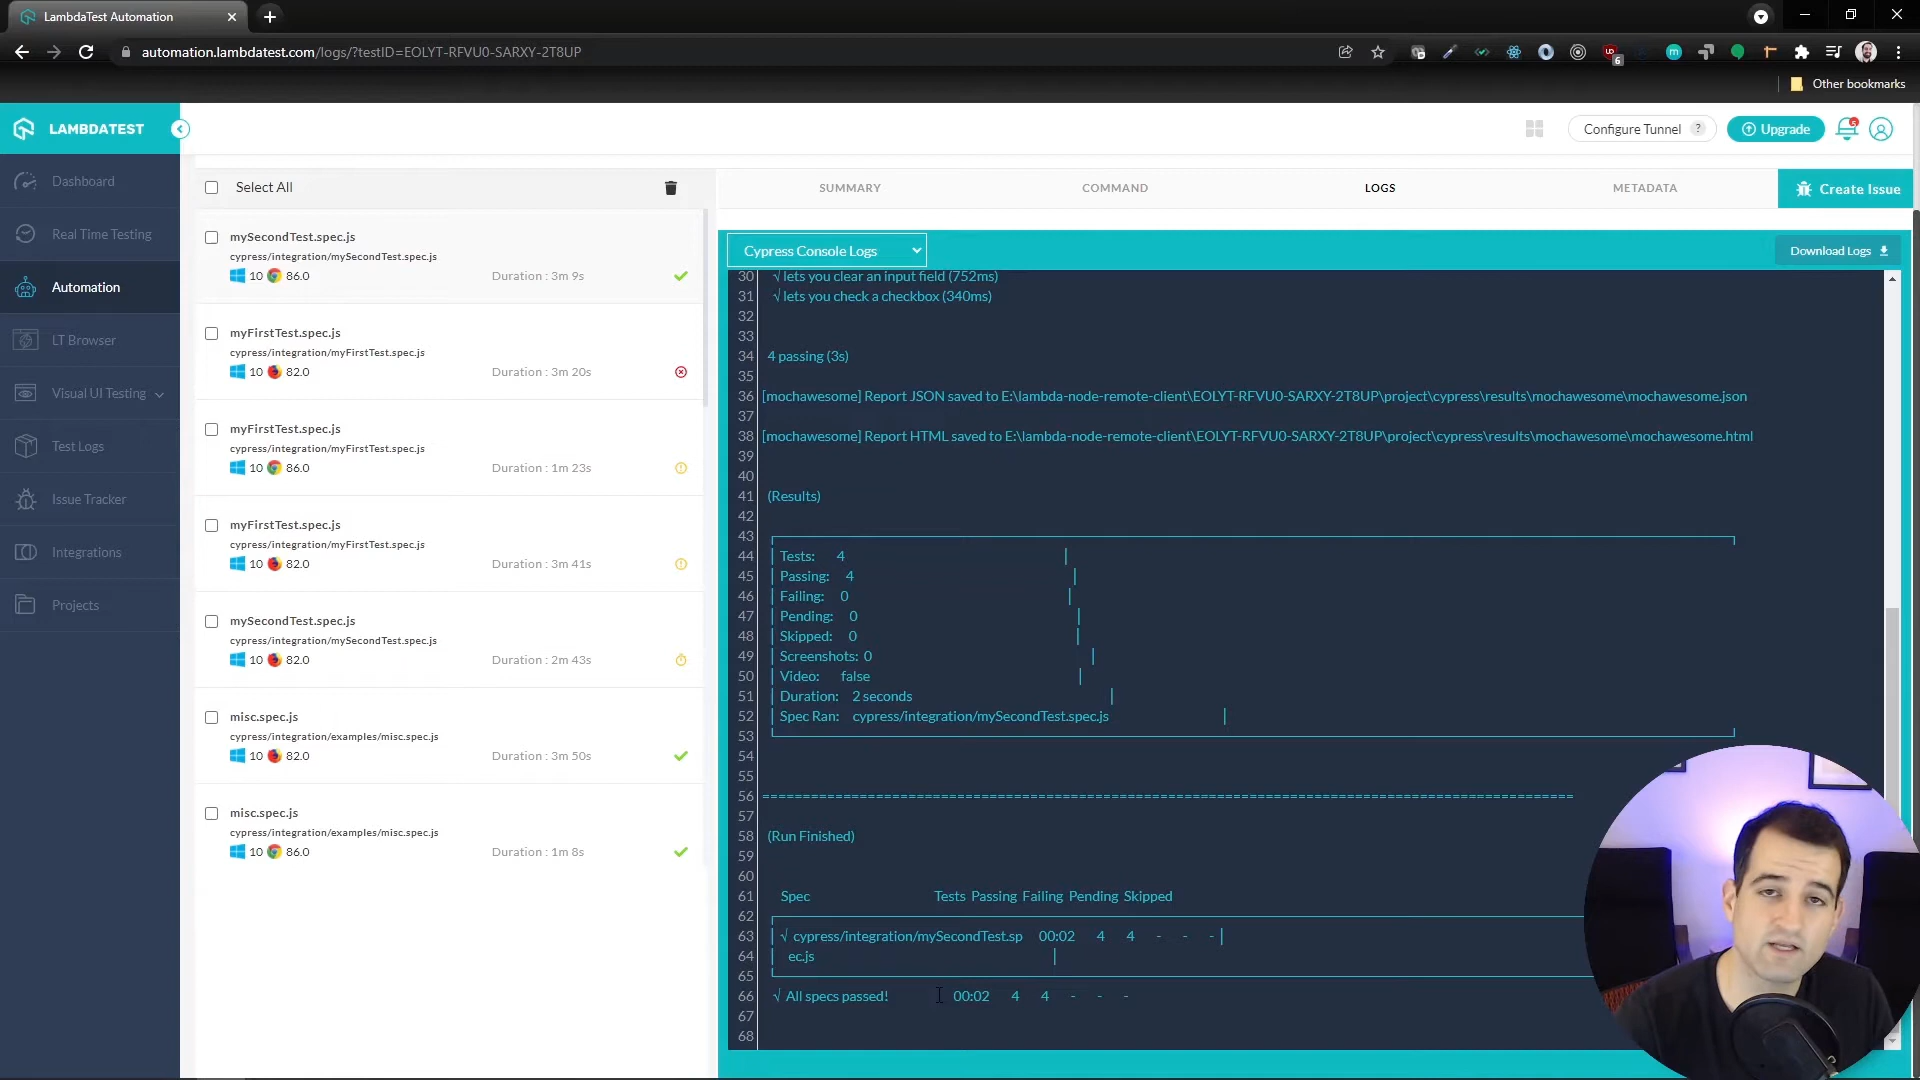 LambdaTest Automation
automation.lambdatest.com/logs/?testID=EOLYT-RFVU0-SARXY-2T8UP
6
Other bookmarks
LAMBDATEST
Configure Tunnel ?
Upgrade
5
Dashboard
Real Time Testing
Automation
LT Browser
Visual UI Testing
Test Logs
Issue Tracker
Integrations
Projects
Select All
mySecondTest.spec.js
cypress/integration/mySecondTest.spec.js
10 86.0 Duration : 3m 9s
myFirstTest.spec.js
cypress/integration/myFirstTest.spec.js
10 82.0 Duration : 3m 20s
myFirstTest.spec.js
cypress/integration/myFirstTest.spec.js
10 86.0 Duration : 1m 23s
myFirstTest.spec.js
cypress/integration/myFirstTest.spec.js
10 82.0 Duration : 3m 41s
mySecondTest.spec.js
cypress/integration/mySecondTest.spec.js
10 82.0 Duration : 2m 43s
misc.spec.js
cypress/integration/examples/misc.spec.js
10 82.0 Duration : 3m 50s
misc.spec.js
cypress/integration/examples/misc.spec.js
10 86.0 Duration : 1m 8s
SUMMARY COMMAND LOGS METADATA Create Issue
Cypress Console Logs Download Logs
30 √ lets you clear an input field (752ms)
31 √ lets you check a checkbox (340ms)
32
33
34 4 passing (3s)
35
36 [mochawesome] Report JSON saved to E:\lambda-node-remote-client\EOLYT-RFVU0-SARXY-2T8UP\project\cypress\results\mochawesome\mochawesome.json
37
38 [mochawesome] Report HTML saved to E:\lambda-node-remote-client\EOLYT-RFVU0-SARXY-2T8UP\project\cypress\results\mochawesome\mochawesome.html
39
40
41 (Results)
42
43
44 Tests: 4
45 Passing: 4
46 Failing: 0
47 Pending: 0
48 Skipped: 0
49 Screenshots: 0
50 Video: false
51 Duration: 2 seconds
52 Spec Ran: cypress/integration/mySecondTest.spec.js
53
54
55
56 ====================================================================================================
57
58 (Run Finished)
59
60
61 Spec Tests Passing Failing Pending Skipped
62
63 √ cypress/integration/mySecondTest.sp 00:02 4 4 - - -
64 ec.js
65
66 √ All specs passed! 00:02 4 4 - - -
67
68